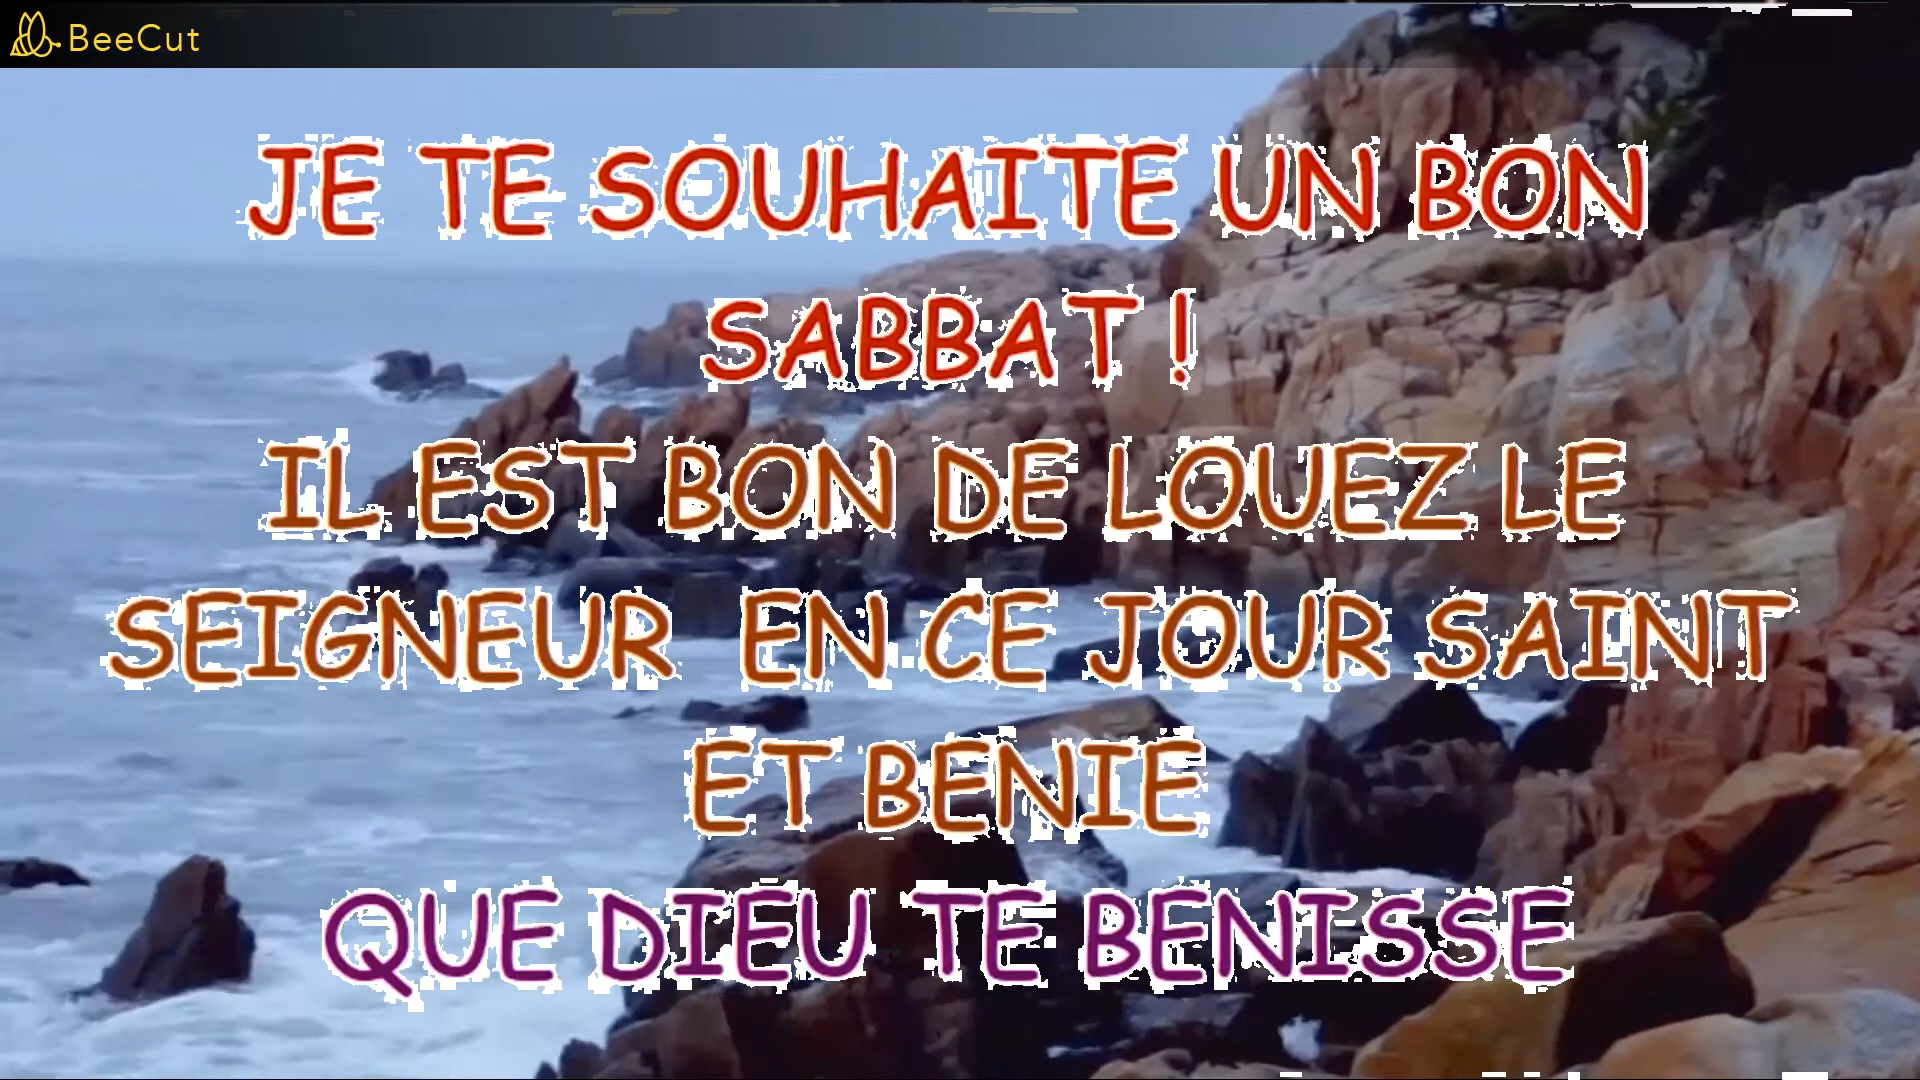 BeeCut
JE TE SOUHAITE UN BON
SABBAT !
IL EST BON DE LOUEZ LE
SEIGNEUR EN CE JOUR SAINT
ET BENIE
QUE DIEU TE BENISSE